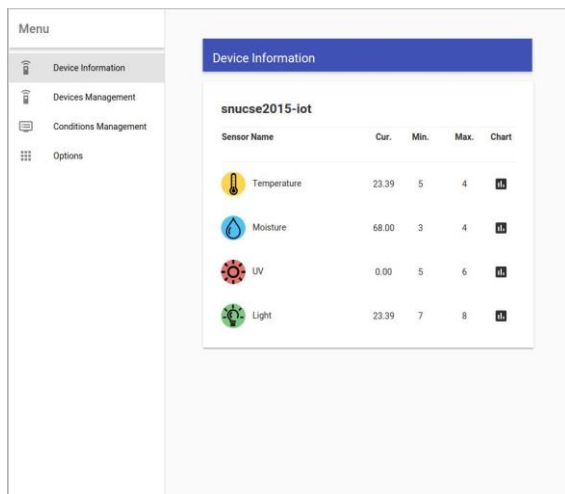 Menu
Device Information
Devices Management
Conditions Management
Options
Device Information
snucse2015-iot
Sensor Name Cur. Min. Max. Chart
Temperature 23.39 5 4
Moisture 68.00 3 4
UV 0.00 5 6
Light 23.39 7 8